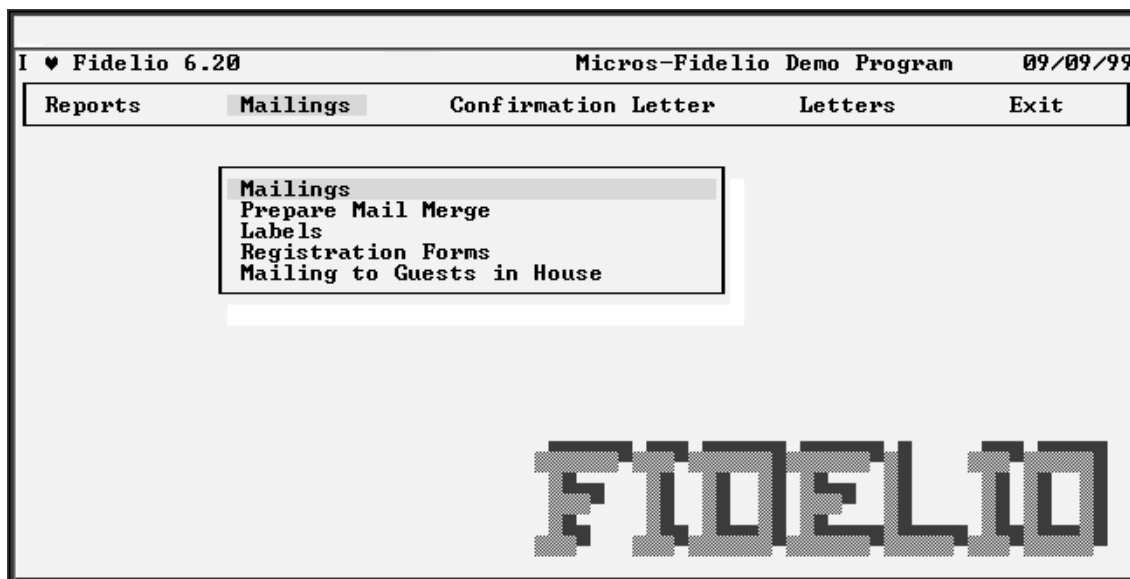 I ♥ Fidelio 6.20 Micros-Fidelio Demo Program 09/09/99
Reports Mailings Confirmation Letter Letters Exit
Mailings
Prepare Mail Merge
Labels
Registration Forms
Mailing to Guests in House
FIDELIO